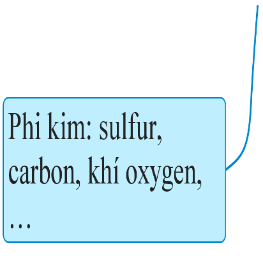 Phi kim: sulfur,
carbon, khí oxygen,
…